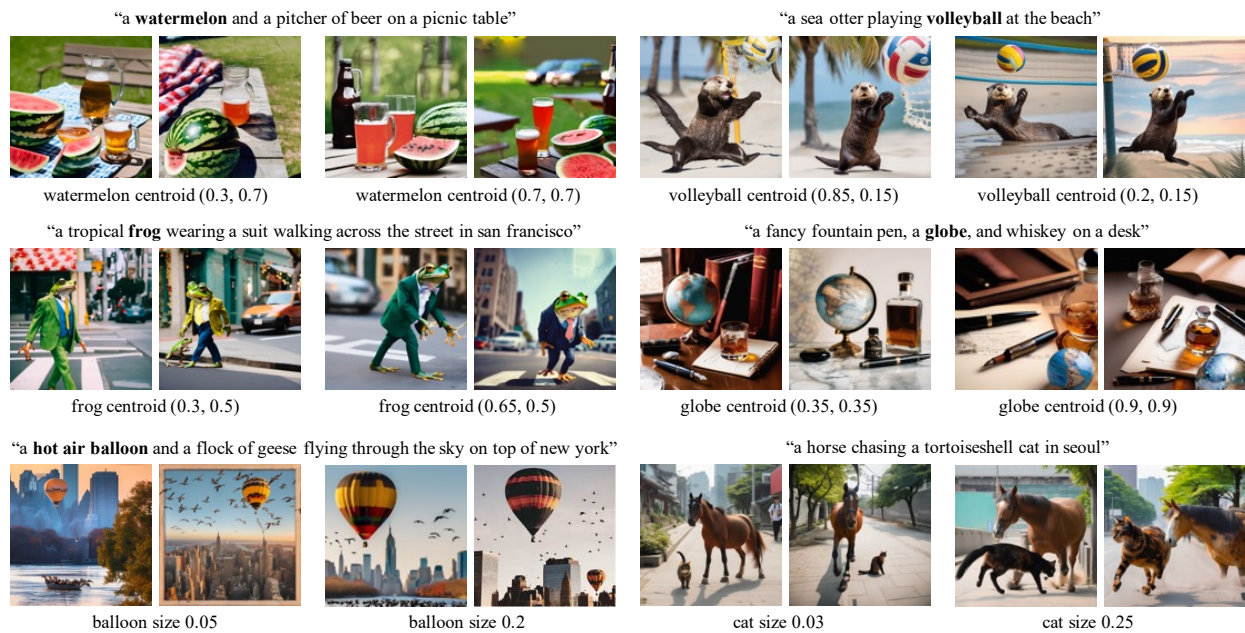 “a watermelon and a pitcher of beer on a picnic table”
“a sea otter playing volleyball at the beach”
watermelon centroid (0.3, 0.7)
watermelon centroid (0.7, 0.7)
volleyball centroid (0.85, 0.15)
volleyball centroid (0.2, 0.15)
“a tropical frog wearing a suit walking across the street in san francisco”
“a fancy fountain pen, a globe, and whiskey on a desk”
frog centroid (0.3, 0.5)
frog centroid (0.65, 0.5)
globe centroid (0.35, 0.35)
globe centroid (0.9, 0.9)
“a hot air balloon and a flock of geese flying through the sky on top of new york”
“a horse chasing a tortoiseshell cat in seoul”
balloon size 0.05
balloon size 0.2
cat size 0.03
cat size 0.25